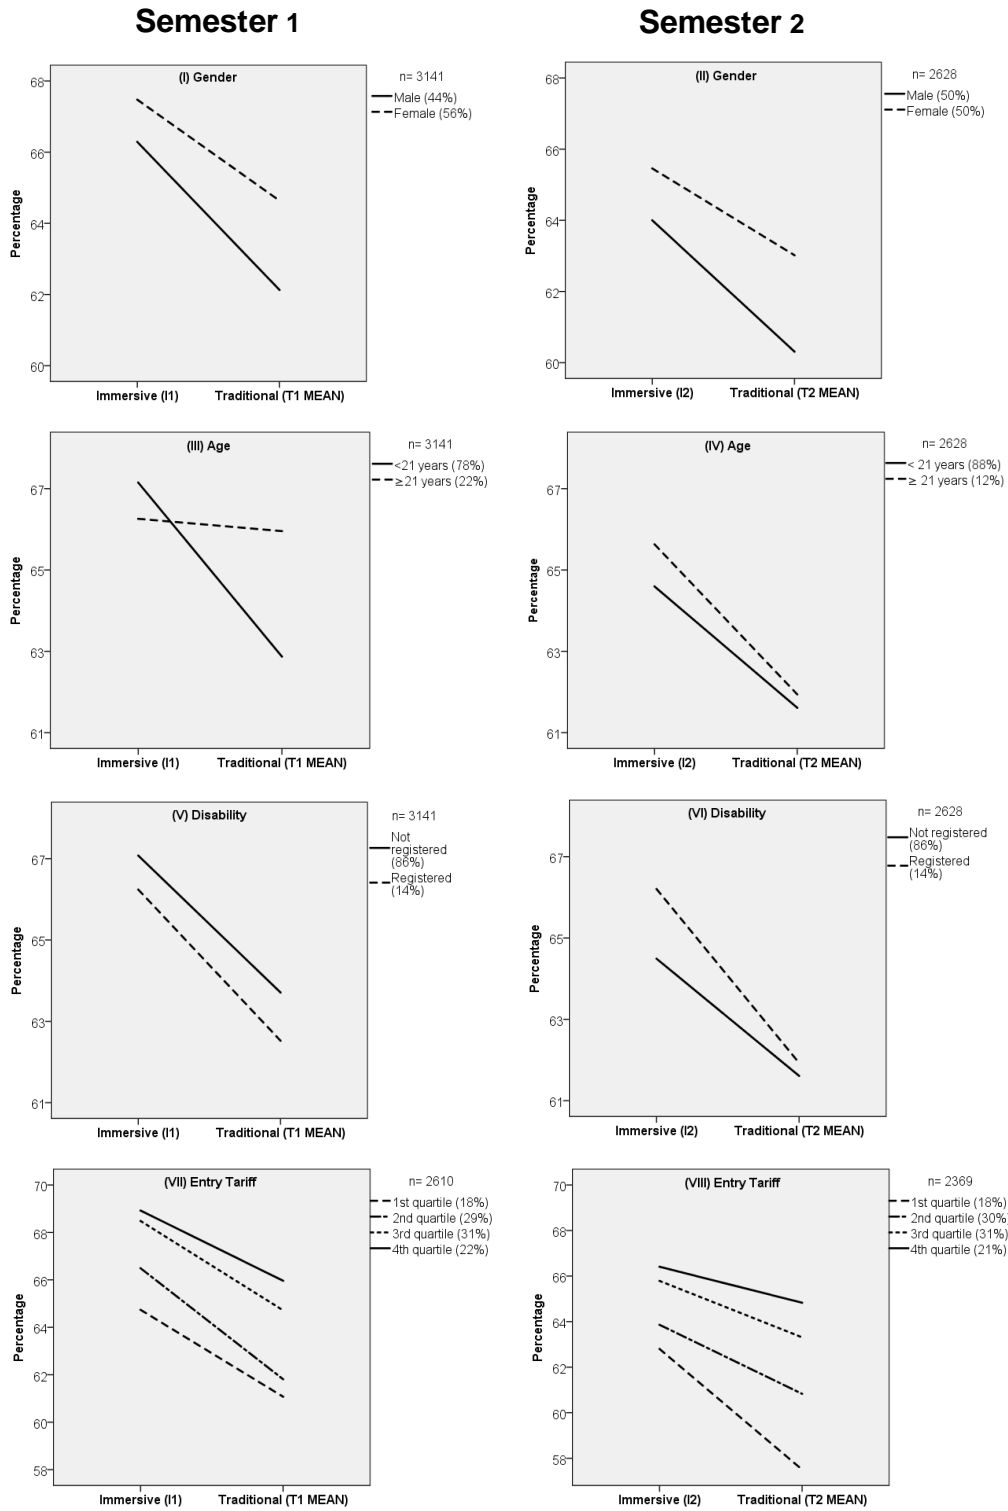 Semester 1
Semester 2
(I) Gender
n= 3141
Male (44%)
Female (56%)
68
66
64
62
60
Percentage
Immersive (I1)
Traditional (T1 MEAN)
(II) Gender
n= 2628
Male (50%)
Female (50%)
68
66
64
62
60
Percentage
Immersive (I2)
Traditional (T2 MEAN)
(III) Age
n= 3141
<21 years (78%)
≥21 years (22%)
67
65
63
61
Percentage
Immersive (I1)
Traditional (T1 MEAN)
(IV) Age
n= 2628
< 21 years (88%)
≥ 21 years (12%)
67
65
63
61
Percentage
Immersive (I2)
Traditional (T2 MEAN)
(V) Disability
n= 3141
Not
registered
(86%)
Registered
(14%)
67
65
63
61
Percentage
Immersive (I1)
Traditional (T1 MEAN)
(VI) Disability
n= 2628
Not registered
(86%)
Registered
(14%)
67
65
63
61
Percentage
Immersive (I2)
Traditional (T2 MEAN)
(VII) Entry Tariff
n= 2610
1st quartile (18%)
2nd quartile (29%)
3rd quartile (31%)
4th quartile (22%)
70
68
66
64
62
60
58
Percentage
Immersive (I1)
Traditional (T1 MEAN)
(VIII) Entry Tariff
n= 2369
1st quartile (18%)
2nd quartile (30%)
3rd quartile (31%)
4th quartile (21%)
70
68
66
64
62
60
58
Percentage
Immersive (I2)
Traditional (T2 MEAN)